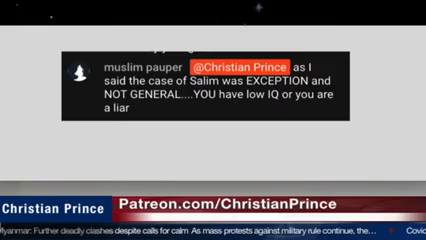 muslim pauper @Christian Prince as I
said the case of Salim was EXCEPTION and
NOT GENERAL....YOU have low IQ or you are
a liar
Christian Prince
Patreon.com/ChristianPrince
Myanmar: Further deadly clashes despite calls for calm As mass protests against military rule continue, the...
Covid